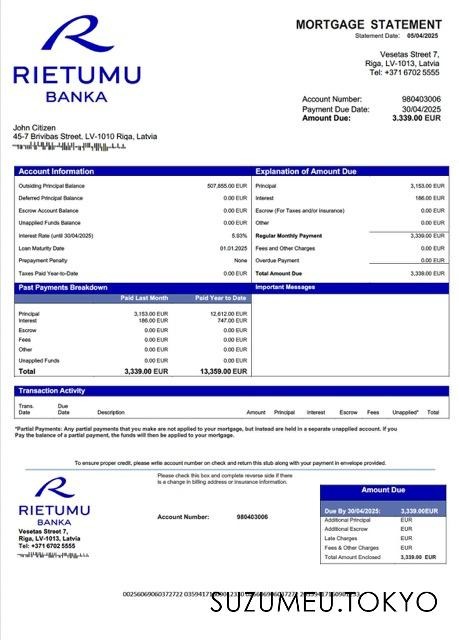 RIETUMU
BANKA
MORTGAGE STATEMENT
Statement Date: 05/04/2025
Vesetas Street 7,
Riga, LV-1013, Latvia
Tel: +371 6702 5555
Account Number: 980403006
Payment Due Date: 30/04/2025
Amount Due: 3.339.00 EUR
John Citizen
45-7 Brivibas Street, LV-1010 Riga, Latvia
Account Information
Outsiding Principal Balance 507,855.00 EUR
Deferred Principal Balance 0.00 EUR
Escrow Account Balance 0.00 EUR
Unapplied Funds Balance 0.00 EUR
Interest Rate (until 30/04/2025) 5.93%
Loan Maturity Date 01.01.2025
Prepayment Penalty None
Taxes Paid Year-to-Date 0.00 EUR
Explanation of Amount Due
Principal 3,153.00 EUR
Interest 186.00 EUR
Escrow (For Taxes and/or insurance) 0.00 EUR
Other 0.00 EUR
Regular Monthly Payment 3,339.00 EUR
Fees and Other Charges 0.00 EUR
Overdue Payment 0.00 EUR
Total Amount Due 3,339.00 EUR
Past Payments Breakdown
Paid Last Month Paid Year to Date
Principal 3,153.00 EUR 12,612.00 EUR
Interest 186.00 EUR 747.00 EUR
Escrow 0.00 EUR 0.00 EUR
Fees 0.00 EUR 0.00 EUR
Other 0.00 EUR 0.00 EUR
Unapplied Funds 0.00 EUR 0.00 EUR
Total 3,339.00 EUR 13,359.00 EUR
Important Messages
Transaction Activity
Trans. Date Due Date Description Amount Principal Interest Escrow Fees Unapplied* Total
*Partial Payments: Any partial payments that you make are not applied to your mortgage, but instead are held in a separate unapplied account. If you
Pay the balance of a partial payment, the funds will then be applied to your mortgage.
To ensure proper credit, please write account number on check and return this stub along with your payment in envelope provided.
RIETUMU
BANKA
Vesetas Street 7,
Riga, LV-1013, Latvia
Tel: +371 6702 5555
Please check this box and complete reverse side if there
is a change in billing address or insurance information.
Account Number: 980403006
Amount Due
Due By 30/04/2025: 3,339.00EUR
Additional Principal EUR
Additional Escrow EUR
Late Charges EUR
Fees & Other Charges EUR
Total Amount Enclosed 3,339.00 EUR
SUZUMEU.TOKYO